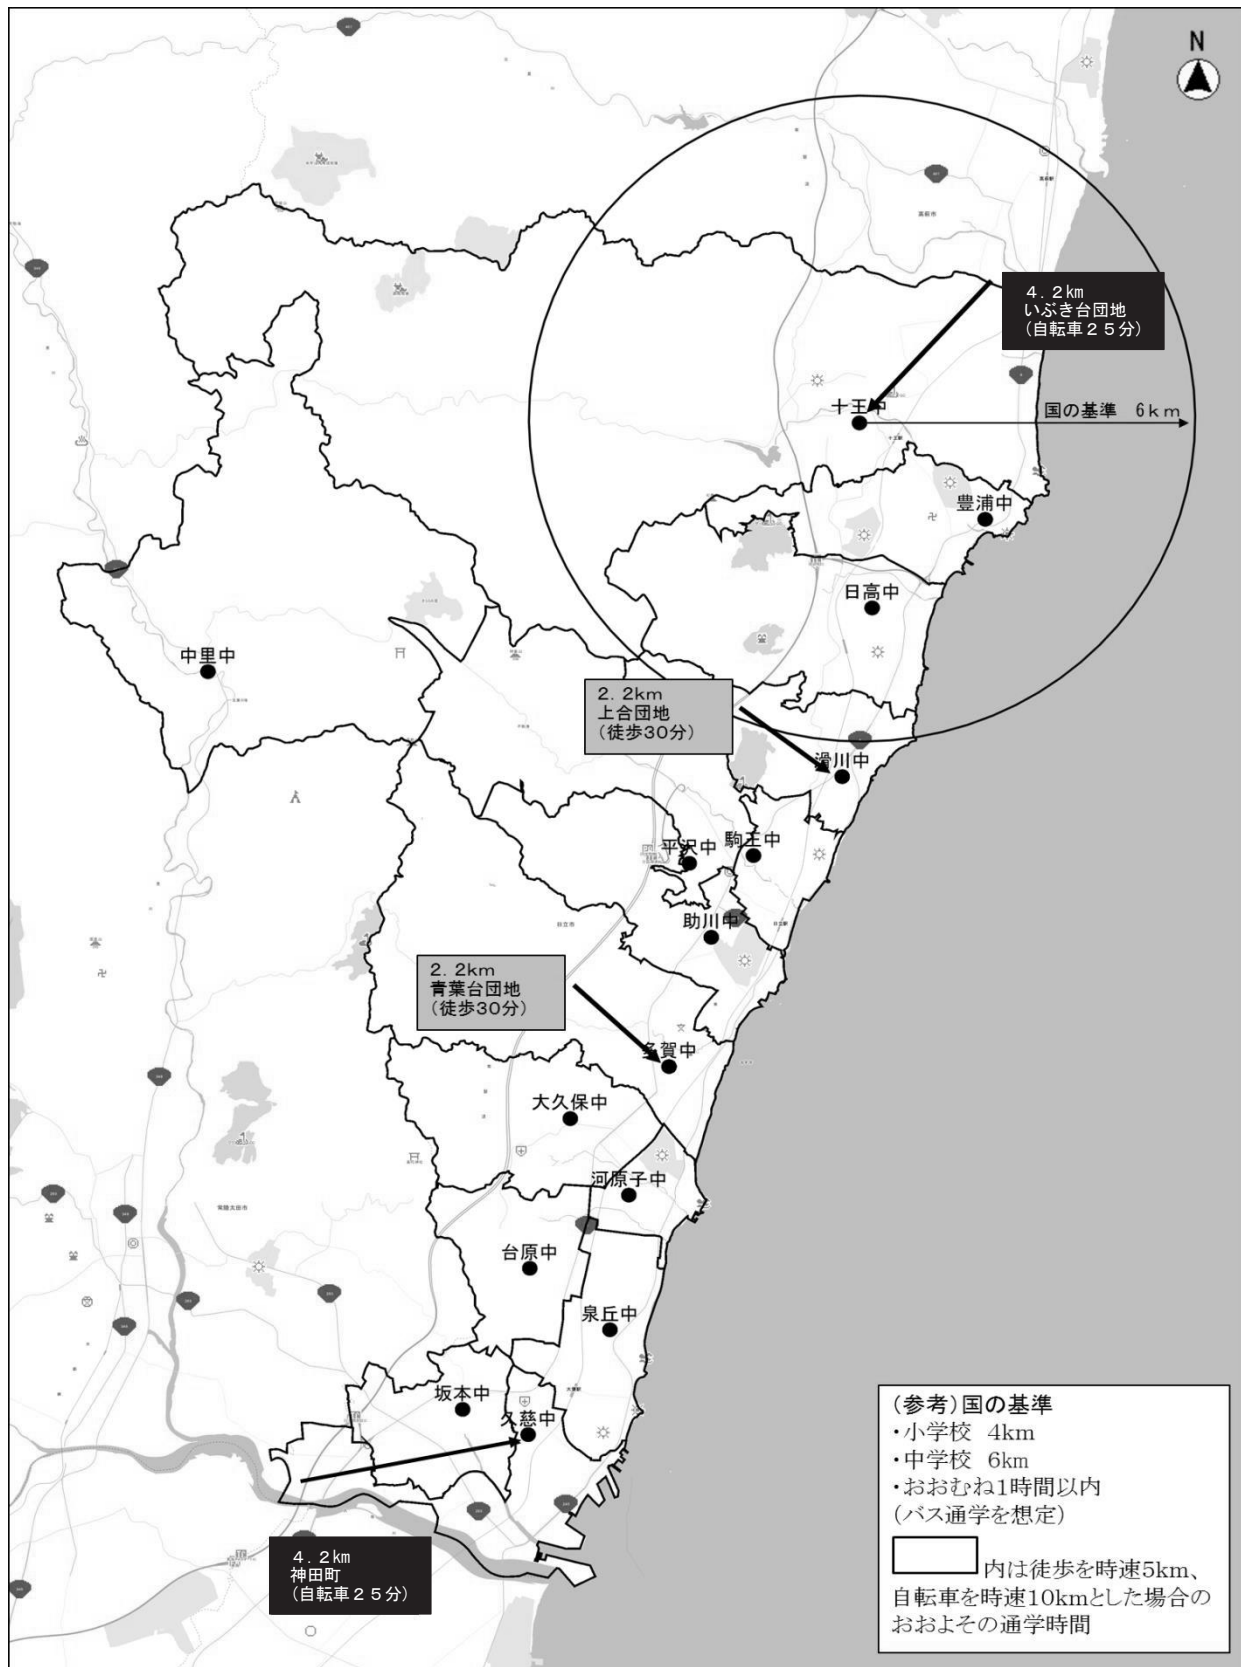 N
4．2km
いぶき台団地
(自転車２５分)
十王中
国の基準　6km
豊浦中
日高中
中里中
2．2km
上合団地
(徒歩30分)
滑川中
平沢中
駒王中
助川中
2．2km
青葉台団地
(徒歩30分)
多賀中
大久保中
河原子中
台原中
泉丘中
坂本中
久慈中
4．2km
神田町
(自転車２５分)
(参考)国の基準
・小学校　4km
・中学校　6km
・おおむね1時間以内
(バス通学を想定)
内は徒歩を時速5km、
自転車を時速10kmとした場合の
おおよその通学時間